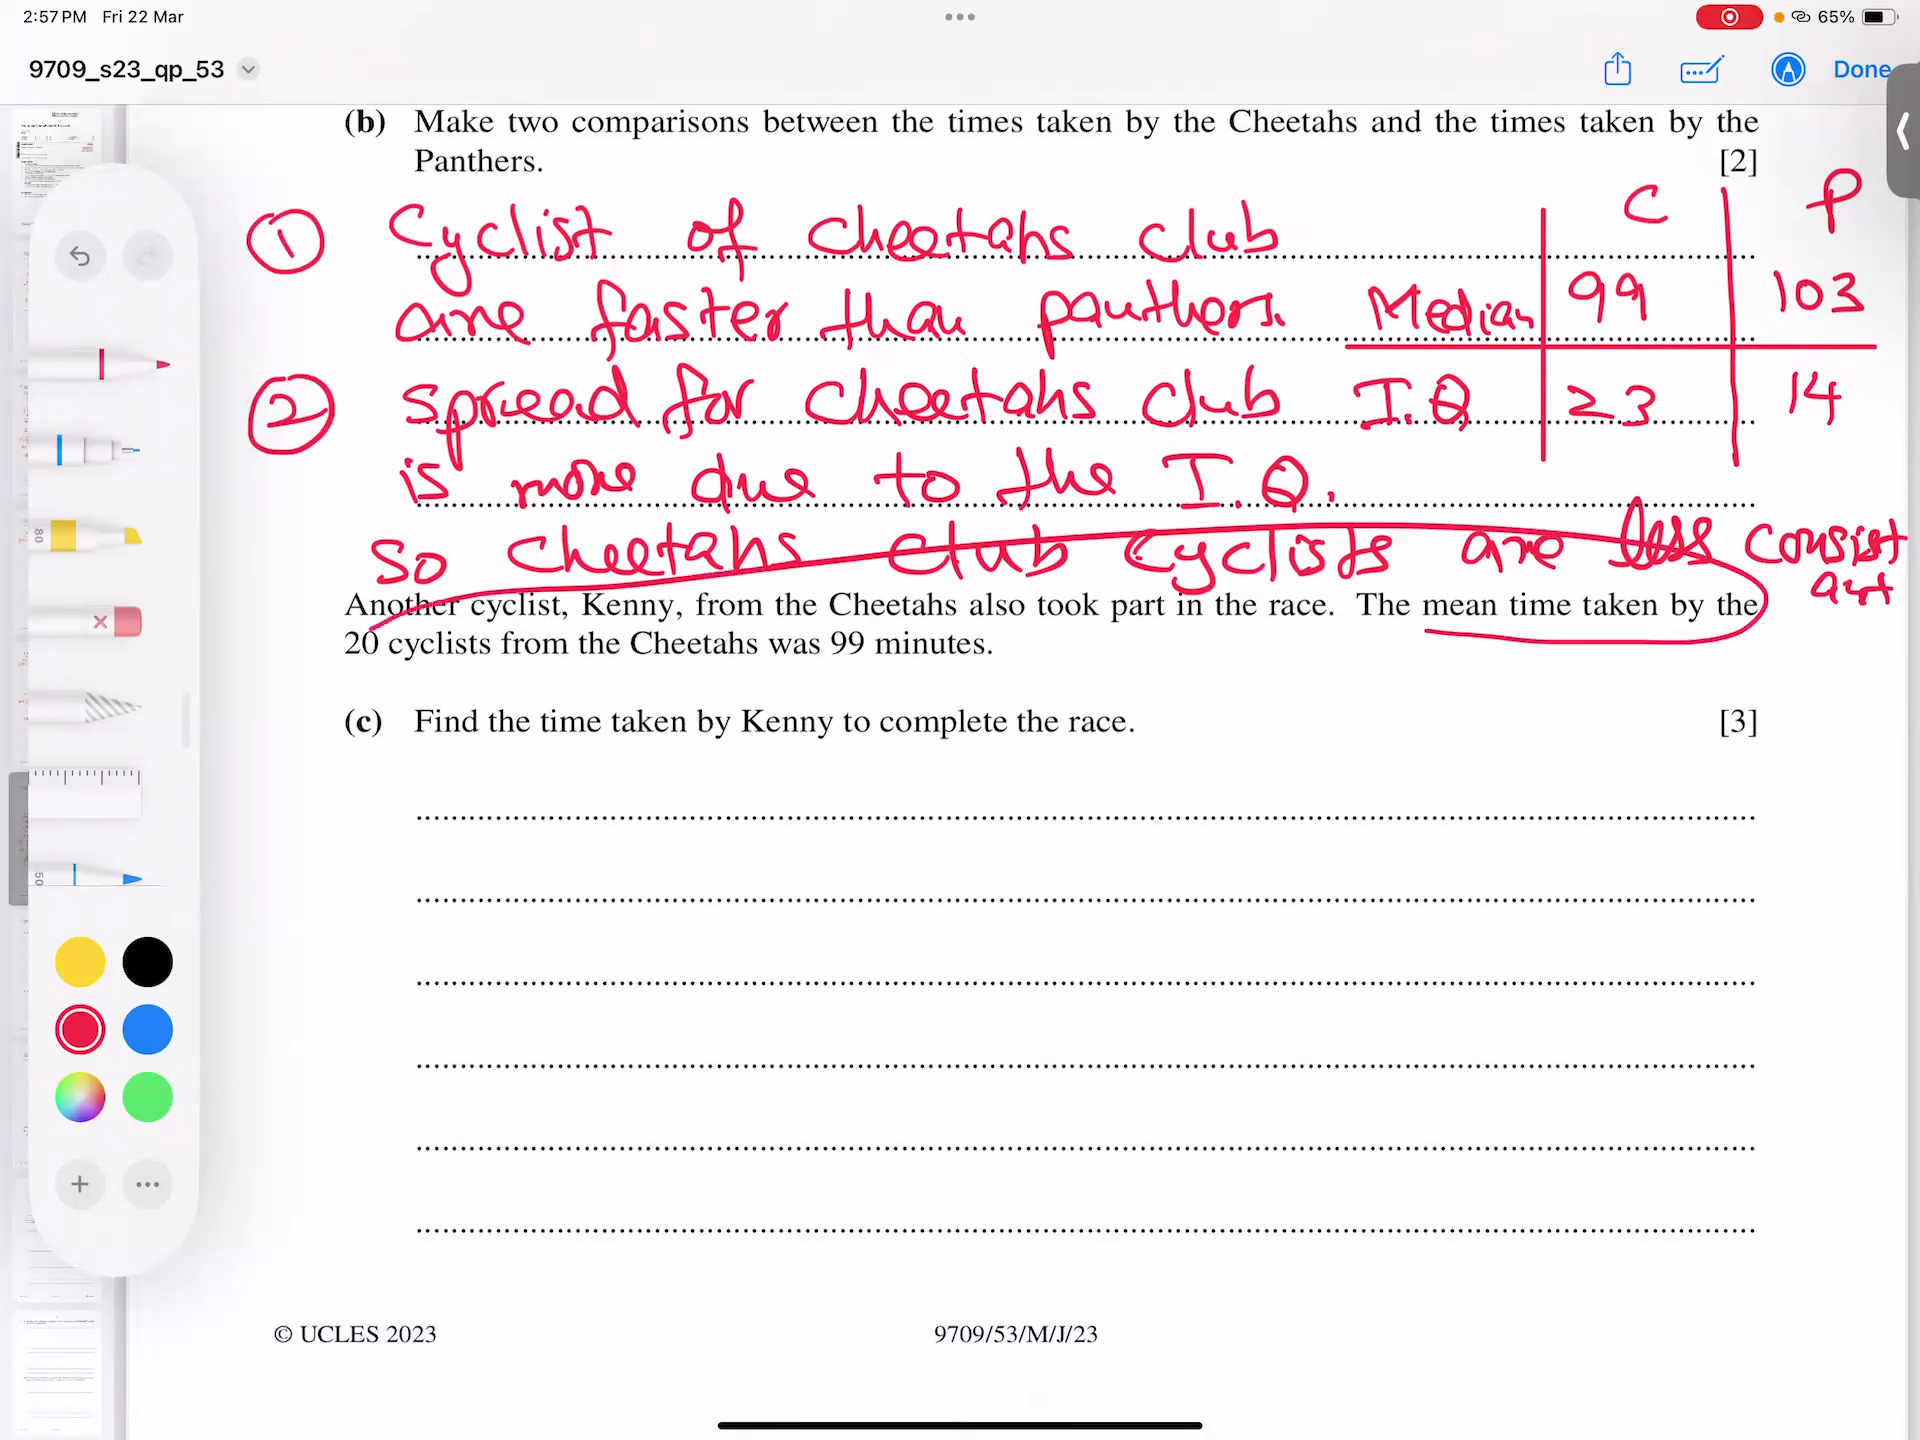 2:57 PM Fri 22 Mar
65%
9709_s23_qp_53
Done
(b) Make two comparisons between the times taken by the Cheetahs and the times taken by the
Panthers. [2]
C P
① Cyclist of cheetahs club
are faster than panthers. Median 99 103
② spread for cheetahs club I.Q 23 14
is more due to the I.Q.
so cheetahs club cyclists are less consist
ant
Another cyclist, Kenny, from the Cheetahs also took part in the race. The mean time taken by the
20 cyclists from the Cheetahs was 99 minutes.
(c) Find the time taken by Kenny to complete the race. [3]
80
50
© UCLES 2023
9709/53/M/J/23